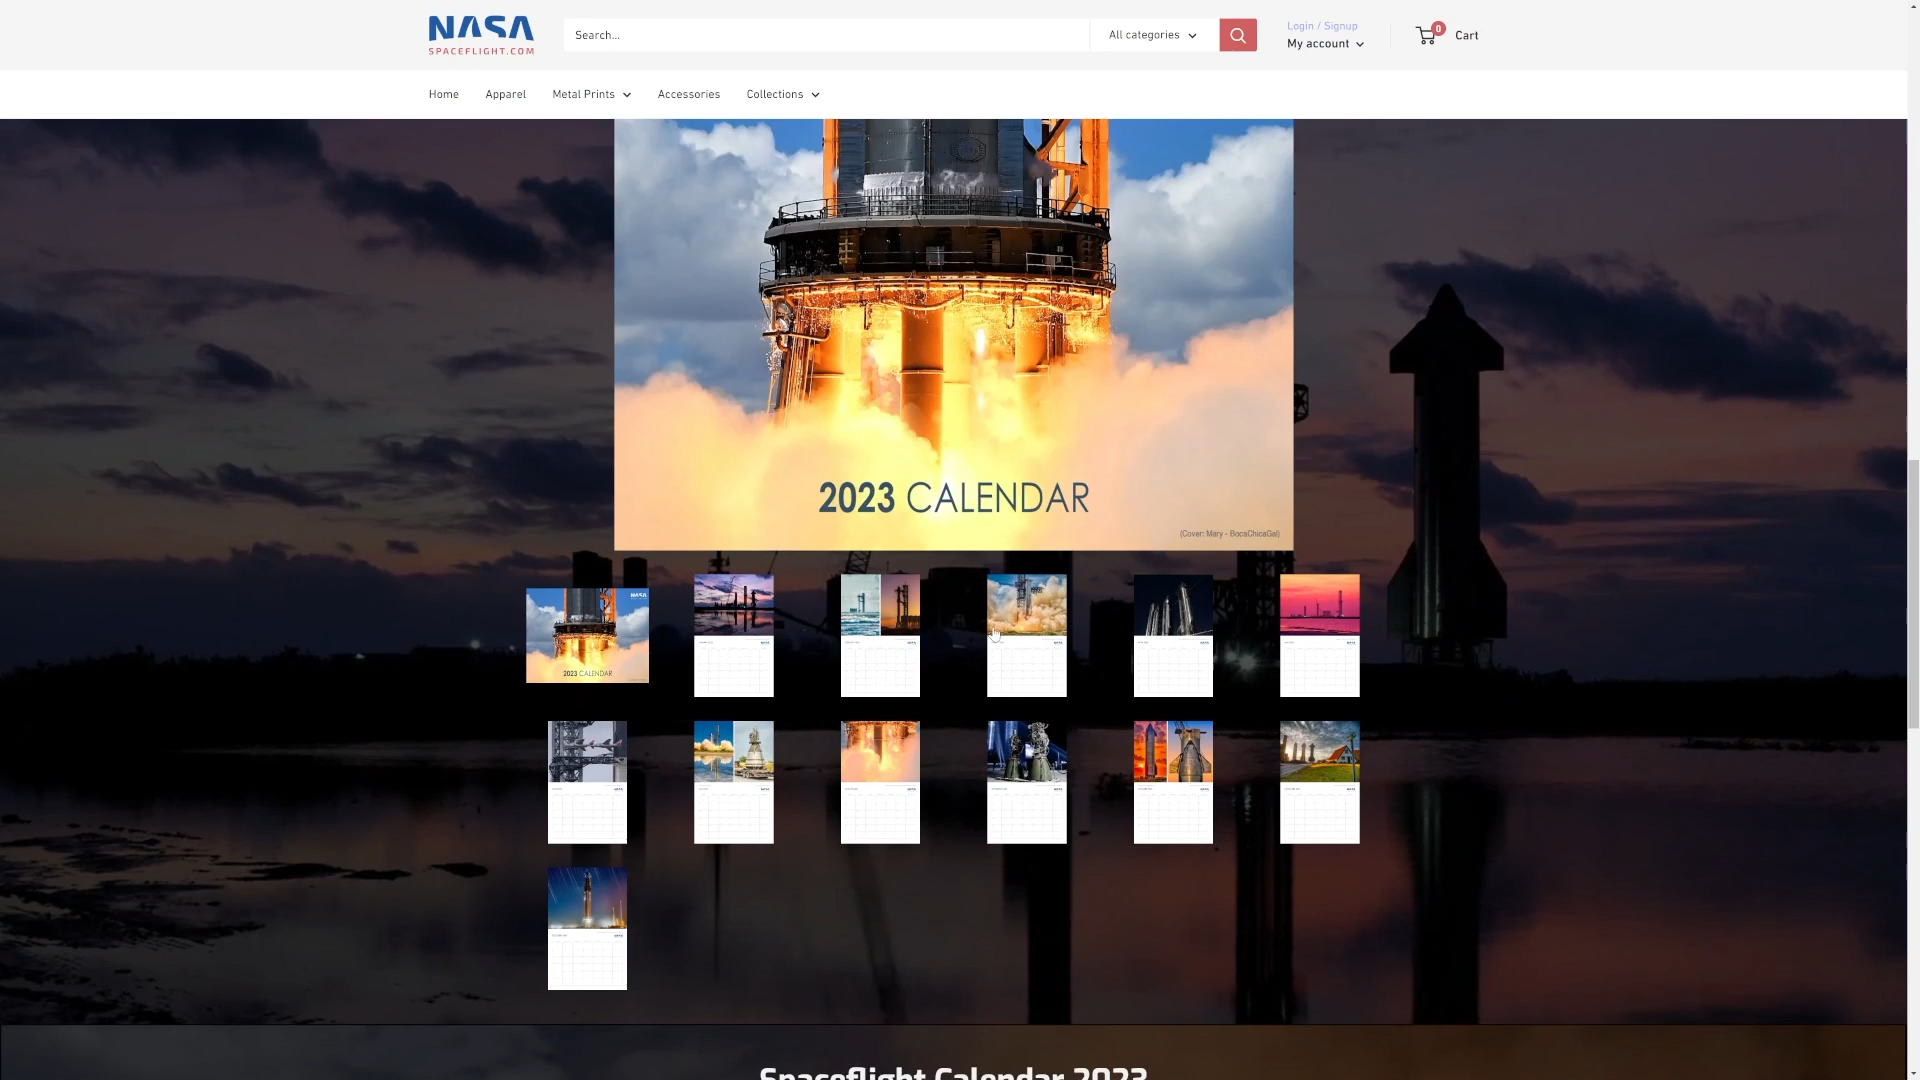 NASA
SPACEFLIGHT.COM
Search...
All categories
Login / Signup
My account
0
Cart
Home
Apparel
Metal Prints
Accessories
Collections
2023 CALENDAR
(Cover: Mary - BocaChicaGal)
NASA
2023 CALENDAR
Spaceflight Calendar 2023